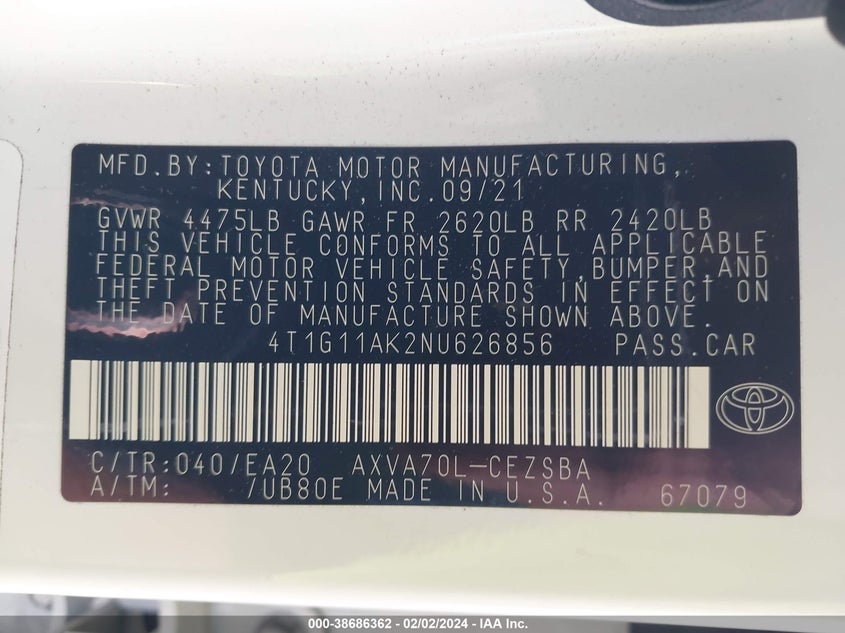 MFD.BY:TOYOTA MOTOR MANUFACTURING,
KENTUCKY,INC.09/21
GVWR 4475LB GAWR FR 2620LB RR 2420LB
THIS VEHICLE CONFORMS TO ALL APPLICABLE
FEDERAL MOTOR VEHICLE SAFETY,BUMPER,AND
THEFT PREVENTION STANDARDS IN EFFECT ON
THE DATE OF MANUFACTURE SHOWN ABOVE.
4T1G11AK2NU626856 PASS.CAR
C/TR:040/EA20 AXVA70L-CEZSBA
A/TM: /UB80E MADE IN U.S.A. 67079
000-38686362 - 02/02/2024 - IAA Inc.